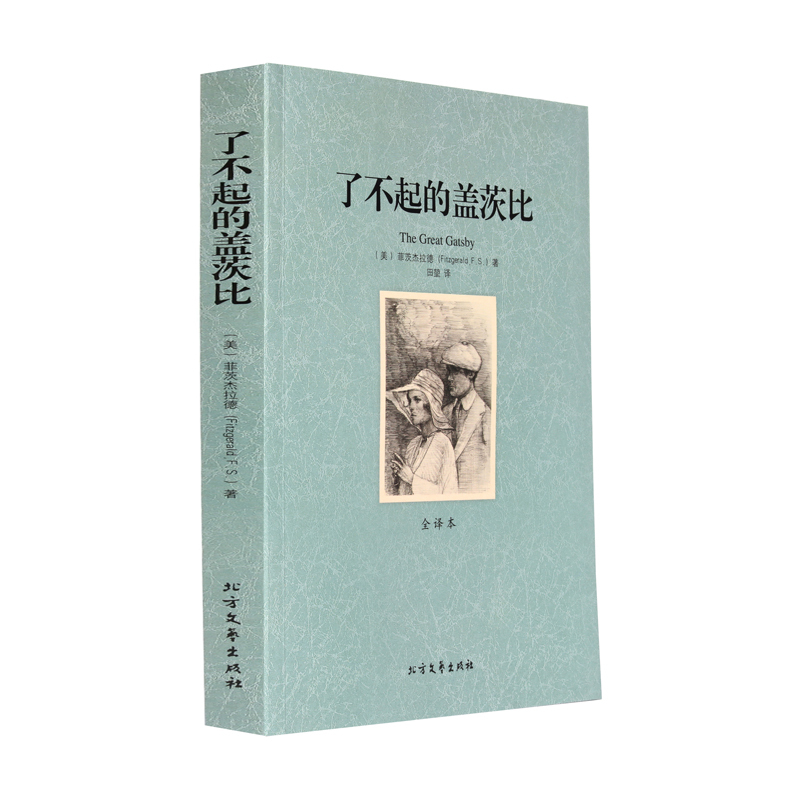 了不起的盖茨比
（美）菲茨杰拉德（Fitzgerald F.S.）著
北方文艺出版社
了不起的盖茨比
The Great Gatsby
（美）菲茨杰拉德（Fitzgerald F.S.）著
田堃 译
全译本
北方文艺出版社